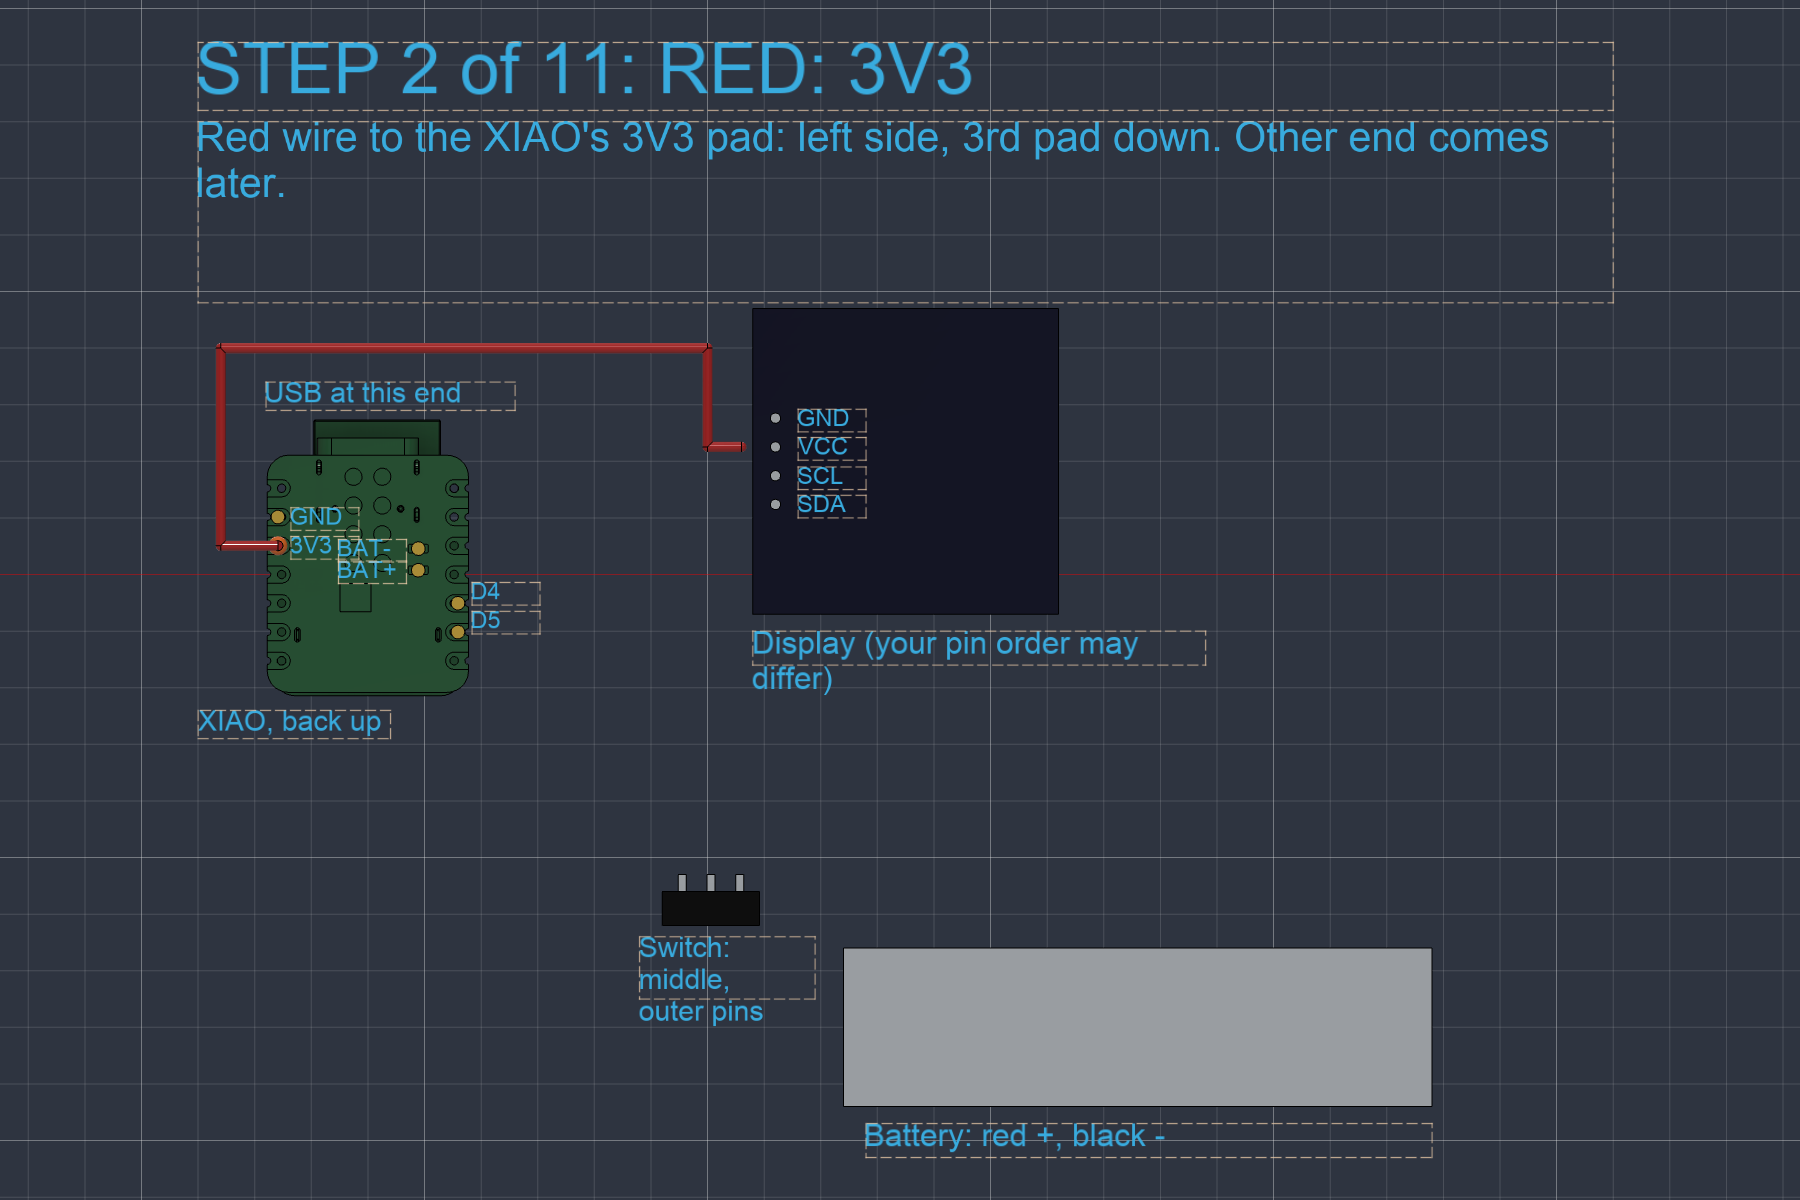 STEP 2 of 11: RED: 3V3
Red wire to the XIAO's 3V3 pad: left side, 3rd pad down. Other end comes
later.
USB at this end
GND
3V3
BAT-
BAT+
D4
D5
XIAO, back up
GND
VCC
SCL
SDA
Display (your pin order may
differ)
Switch:
middle,
outer pins
Battery: red +, black -